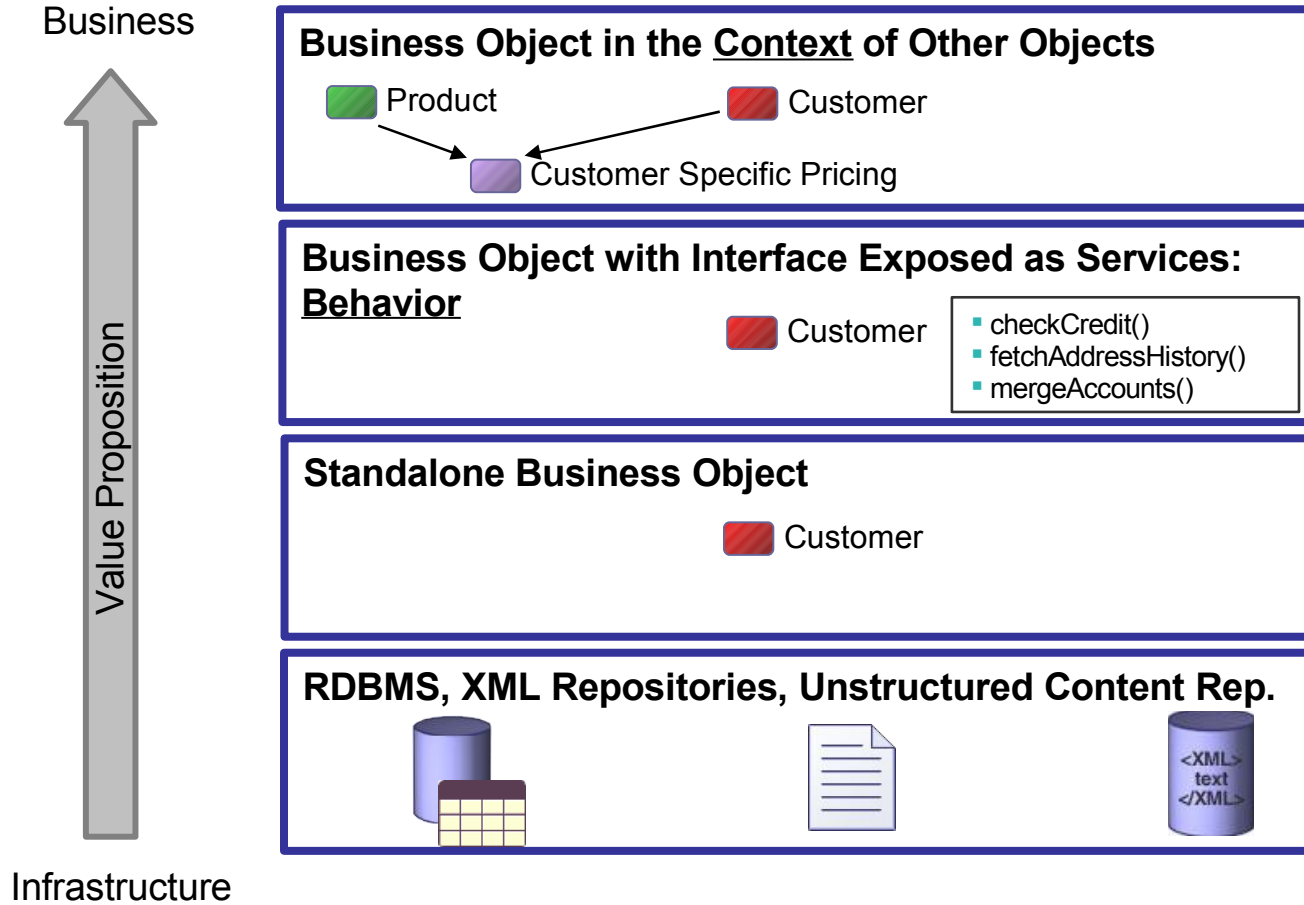 Business
Business Object in the Context of Other Objects
Product
Customer
Customer Specific Pricing
Business Object with Interface Exposed as Services:
Behavior
Customer
▪ checkCredit()
▪ fetchAddressHistory()
▪ mergeAccounts()
Value Proposition
Standalone Business Object
Customer
RDBMS, XML Repositories, Unstructured Content Rep.
<XML>
text
</XML>
Infrastructure